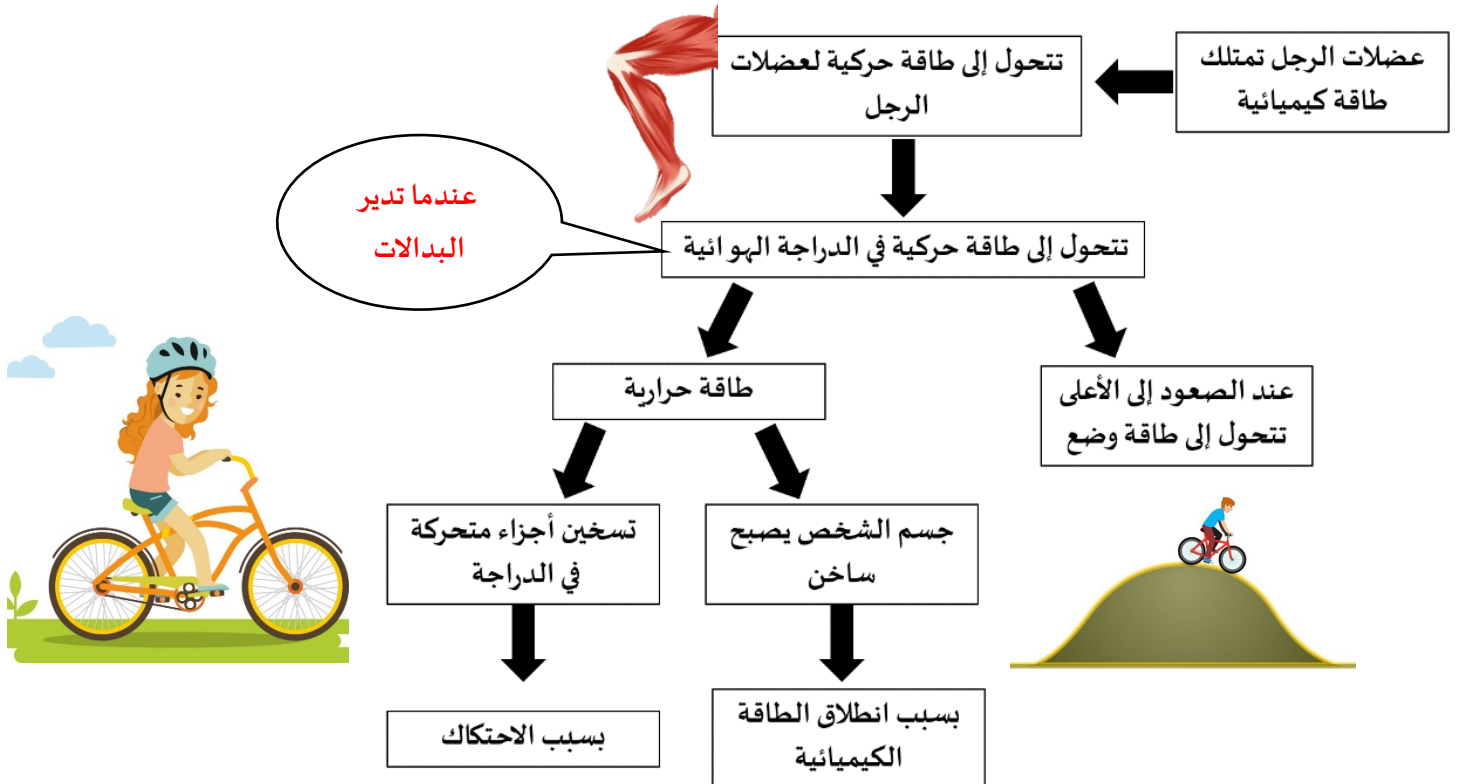 عضلات الرجل تمتلك
طاقة كيميائية
تتحول إلى طاقة حركية لعضلات
الرجل
عندما تدير
البدالات
تتحول إلى طاقة حركية في الدراجة الهوائية
عند الصعود إلى الأعلى
تتحول إلى طاقة وضع
طاقة حرارية
جسم الشخص يصبح
ساخن
تسخين أجزاء متحركة
في الدراجة
بسبب انطلاق الطاقة
الكيميائية
بسبب الاحتكاك